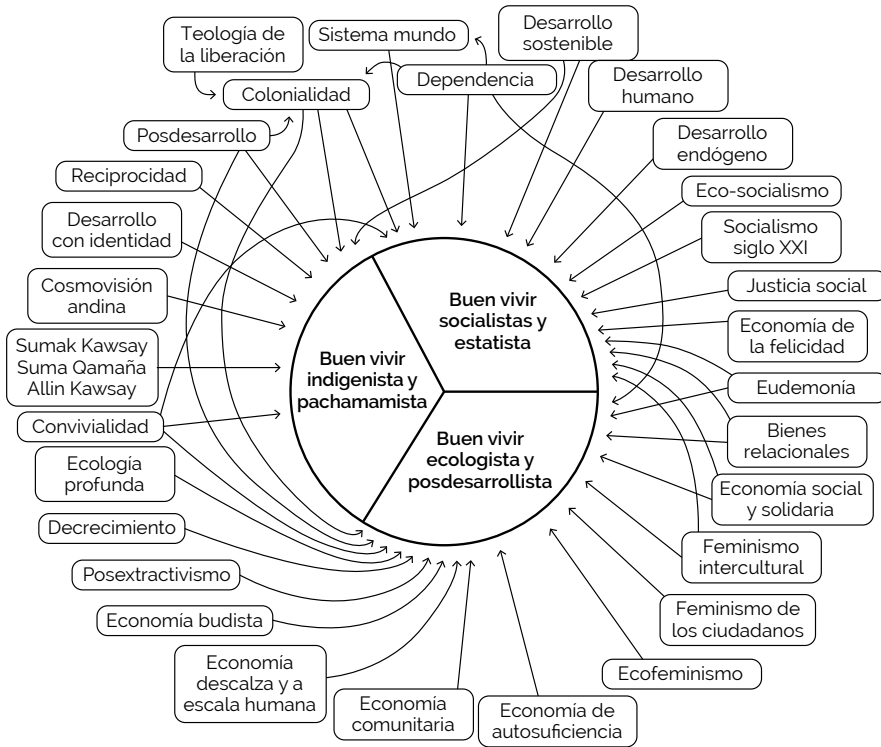 Teología de
la liberación
Sistema mundo
Desarrollo
sostenible
Colonialidad
Dependencia
Desarrollo
humano
Posdesarrollo
Desarrollo
endógeno
Reciprocidad
Eco-socialismo
Desarrollo
con identidad
Socialismo
siglo XXI
Cosmovisión
andina
Justicia social
Sumak Kawsay
Suma Qamaña
Allin Kawsay
Economía de
la felicidad
Convivialidad
Eudemonía
Ecología
profunda
Bienes
relacionales
Decrecimiento
Economía social
y solidaria
Posextractivismo
Feminismo
intercultural
Economía budista
Feminismo de
los ciudadanos
Economía
descalza y a
escala humana
Ecofeminismo
Economía
comunitaria
Economía de
autosuficiencia
Buen vivir
socialistas y
estatista
Buen vivir
indigenista y
pachamamista
Buen vivir
ecologista y
posdesarrollista